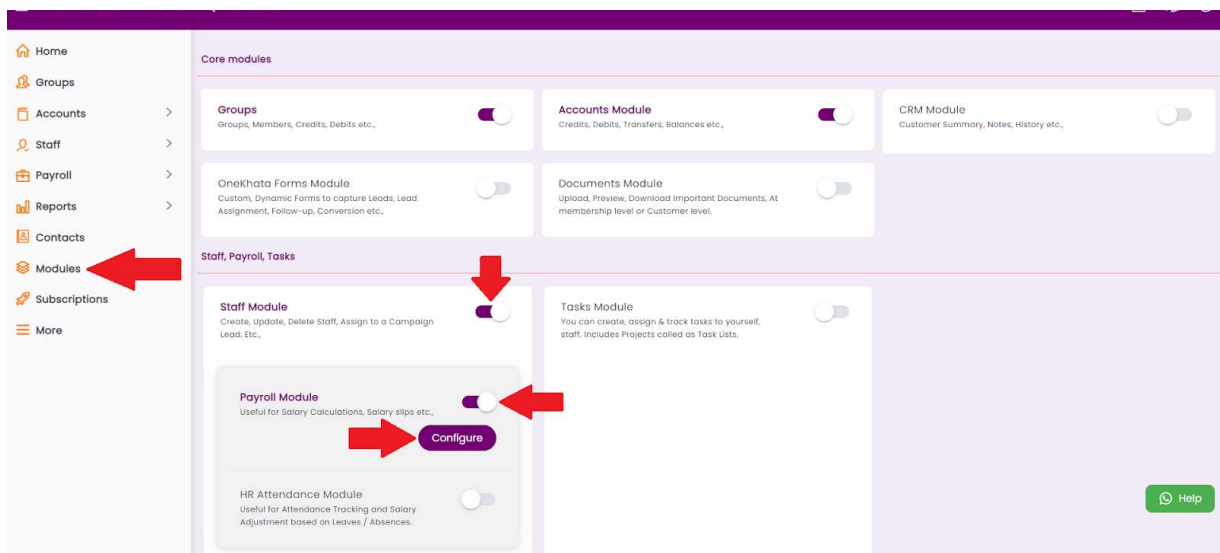 Home
Groups
Accounts
Staff
Payroll
Reports
Contacts
Modules
Subscriptions
More
Core modules
Groups
Groups, Members, Credits, Debits etc.,
Accounts Module
Credits, Debits, Transfers, Balances etc.,
CRM Module
Customer Summary, Notes, History etc.,
OneKhata Forms Module
Custom, Dynamic Forms to capture Leads, Lead
Assignment, Follow-up, Conversion etc.,
Documents Module
Upload, Preview, Download Important Documents, At
membership level or Customer level.
Staff, Payroll, Tasks
Staff Module
Create, Update, Delete Staff, Assign to a Campaign
Lead. Etc.,
Tasks Module
You can create, assign & track tasks to yourself,
staff. Includes Projects called as Task Lists.
Payroll Module
Useful for Salary Calculations, Salary slips etc.,
Configure
HR Attendance Module
Useful for Attendance Tracking and Salary
Adjustment based on Leaves / Absences.
Help